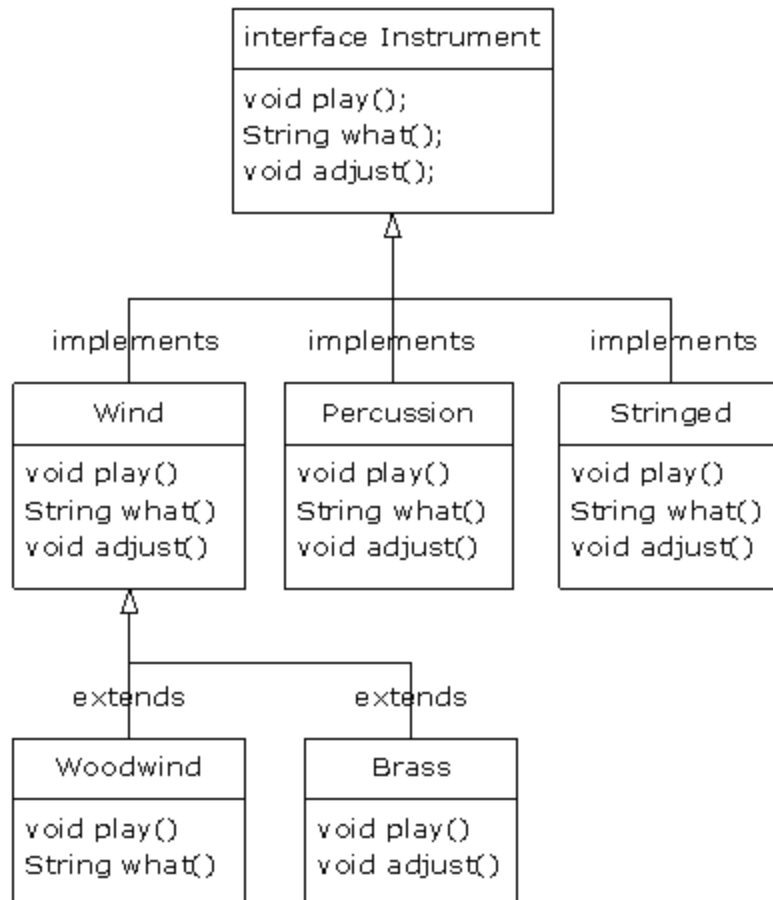 interface Instrument
void play();
String what();
void adjust();
implements
implements
implements
Wind
void play()
String what()
void adjust()
Percussion
void play()
String what()
void adjust()
Stringed
void play()
String what()
void adjust()
extends
extends
Woodwind
void play()
String what()
Brass
void play()
void adjust()